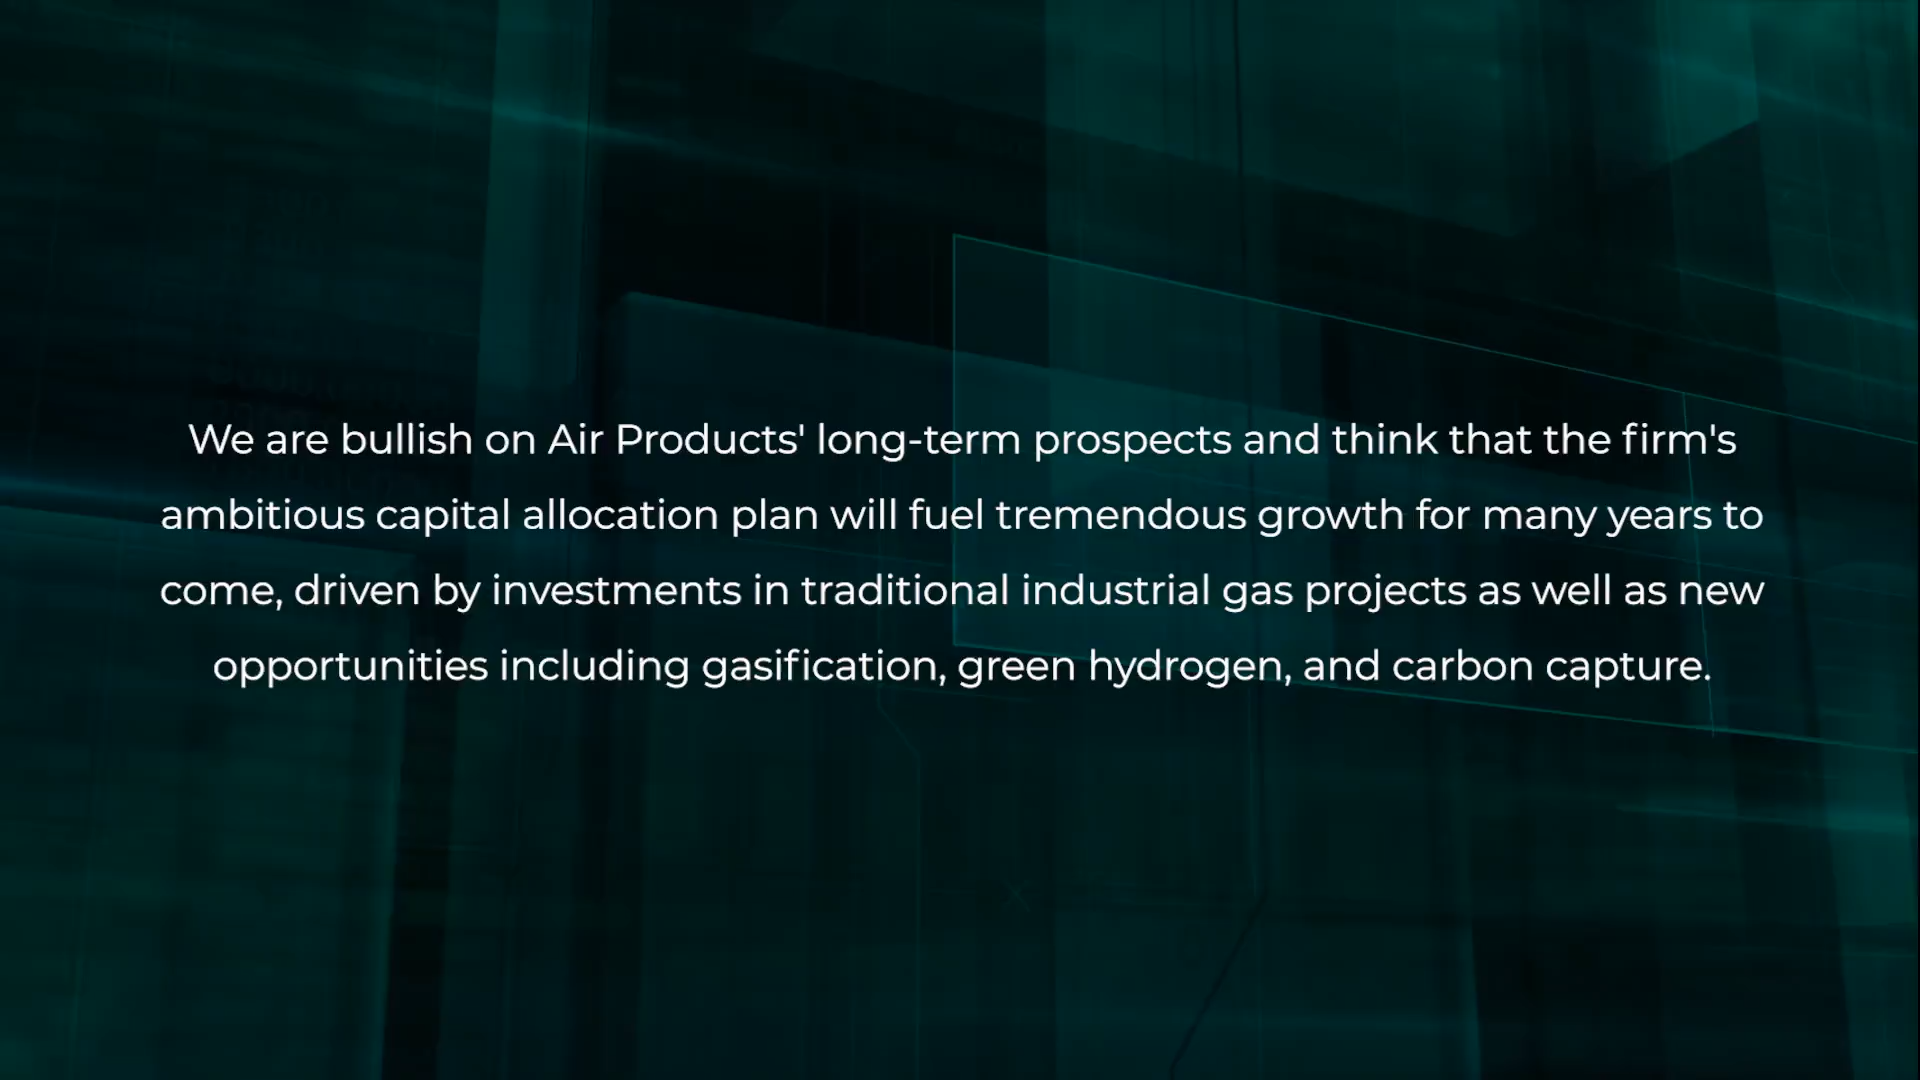 We are bullish on Air Products' long-term prospects and think that the firm's
ambitious capital allocation plan will fuel tremendous growth for many years to
come, driven by investments in traditional industrial gas projects as well as new
opportunities including gasification, green hydrogen, and carbon capture.